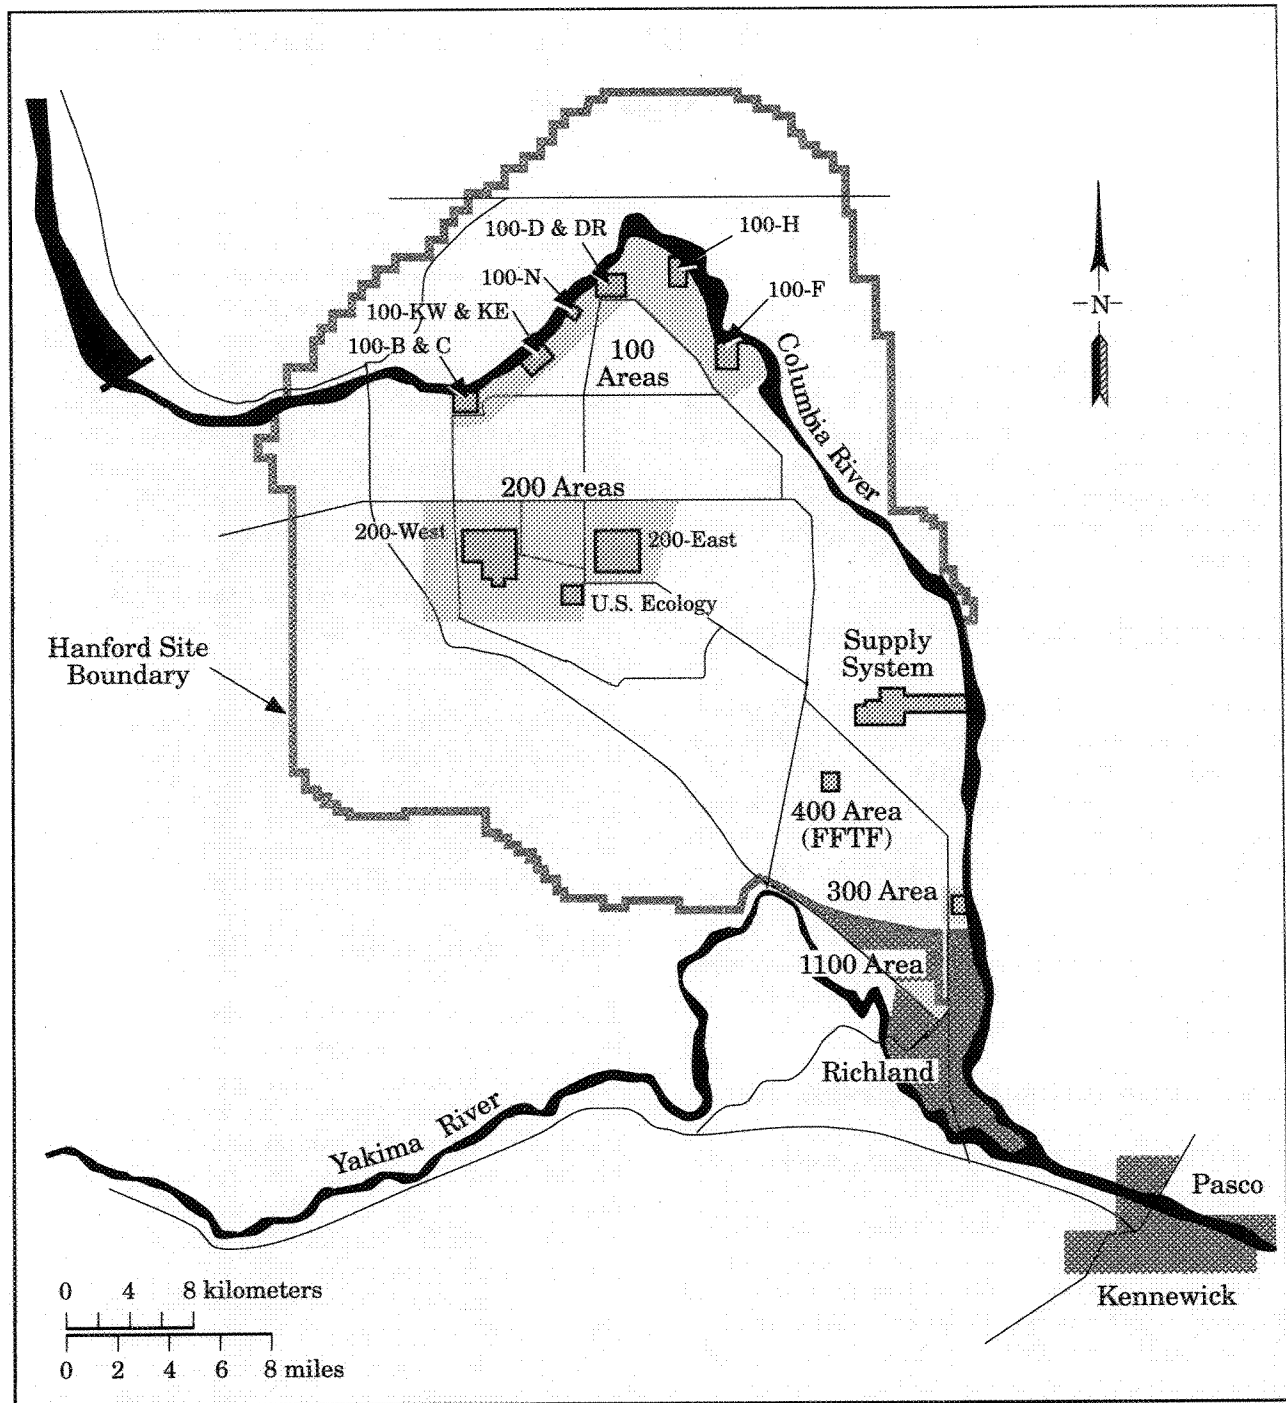 100-D & DR
100-H
100-N
100-F
100-KW & KE
100-B & C
100
Areas
Columbia River
N
200 Areas
200-West
200-East
U.S. Ecology
Hanford Site
Boundary
Supply
System
400 Area
(FFTF)
300 Area
1100 Area
Richland
Yakima River
Pasco
Kennewick
0 4 8 kilometers
0 2 4 6 8 miles